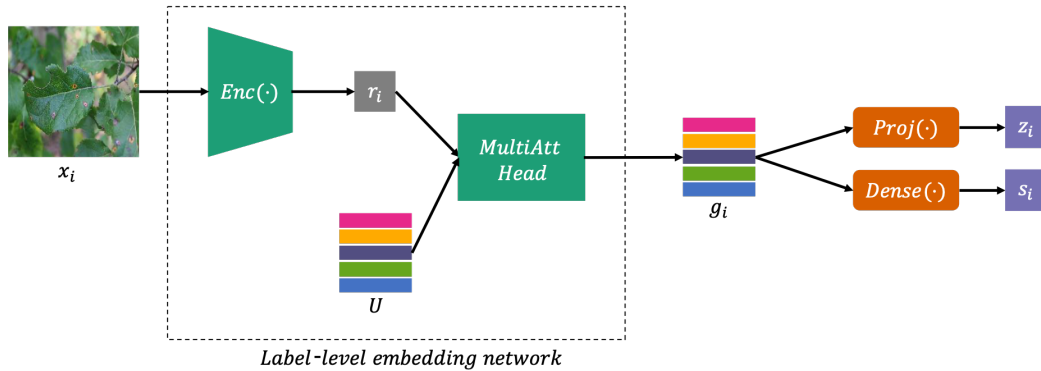 x_i
Enc(·)
r_i
U
MultiAtt
Head
g_i
Proj(·)
z_i
Dense(·)
s_i
Label-level embedding network